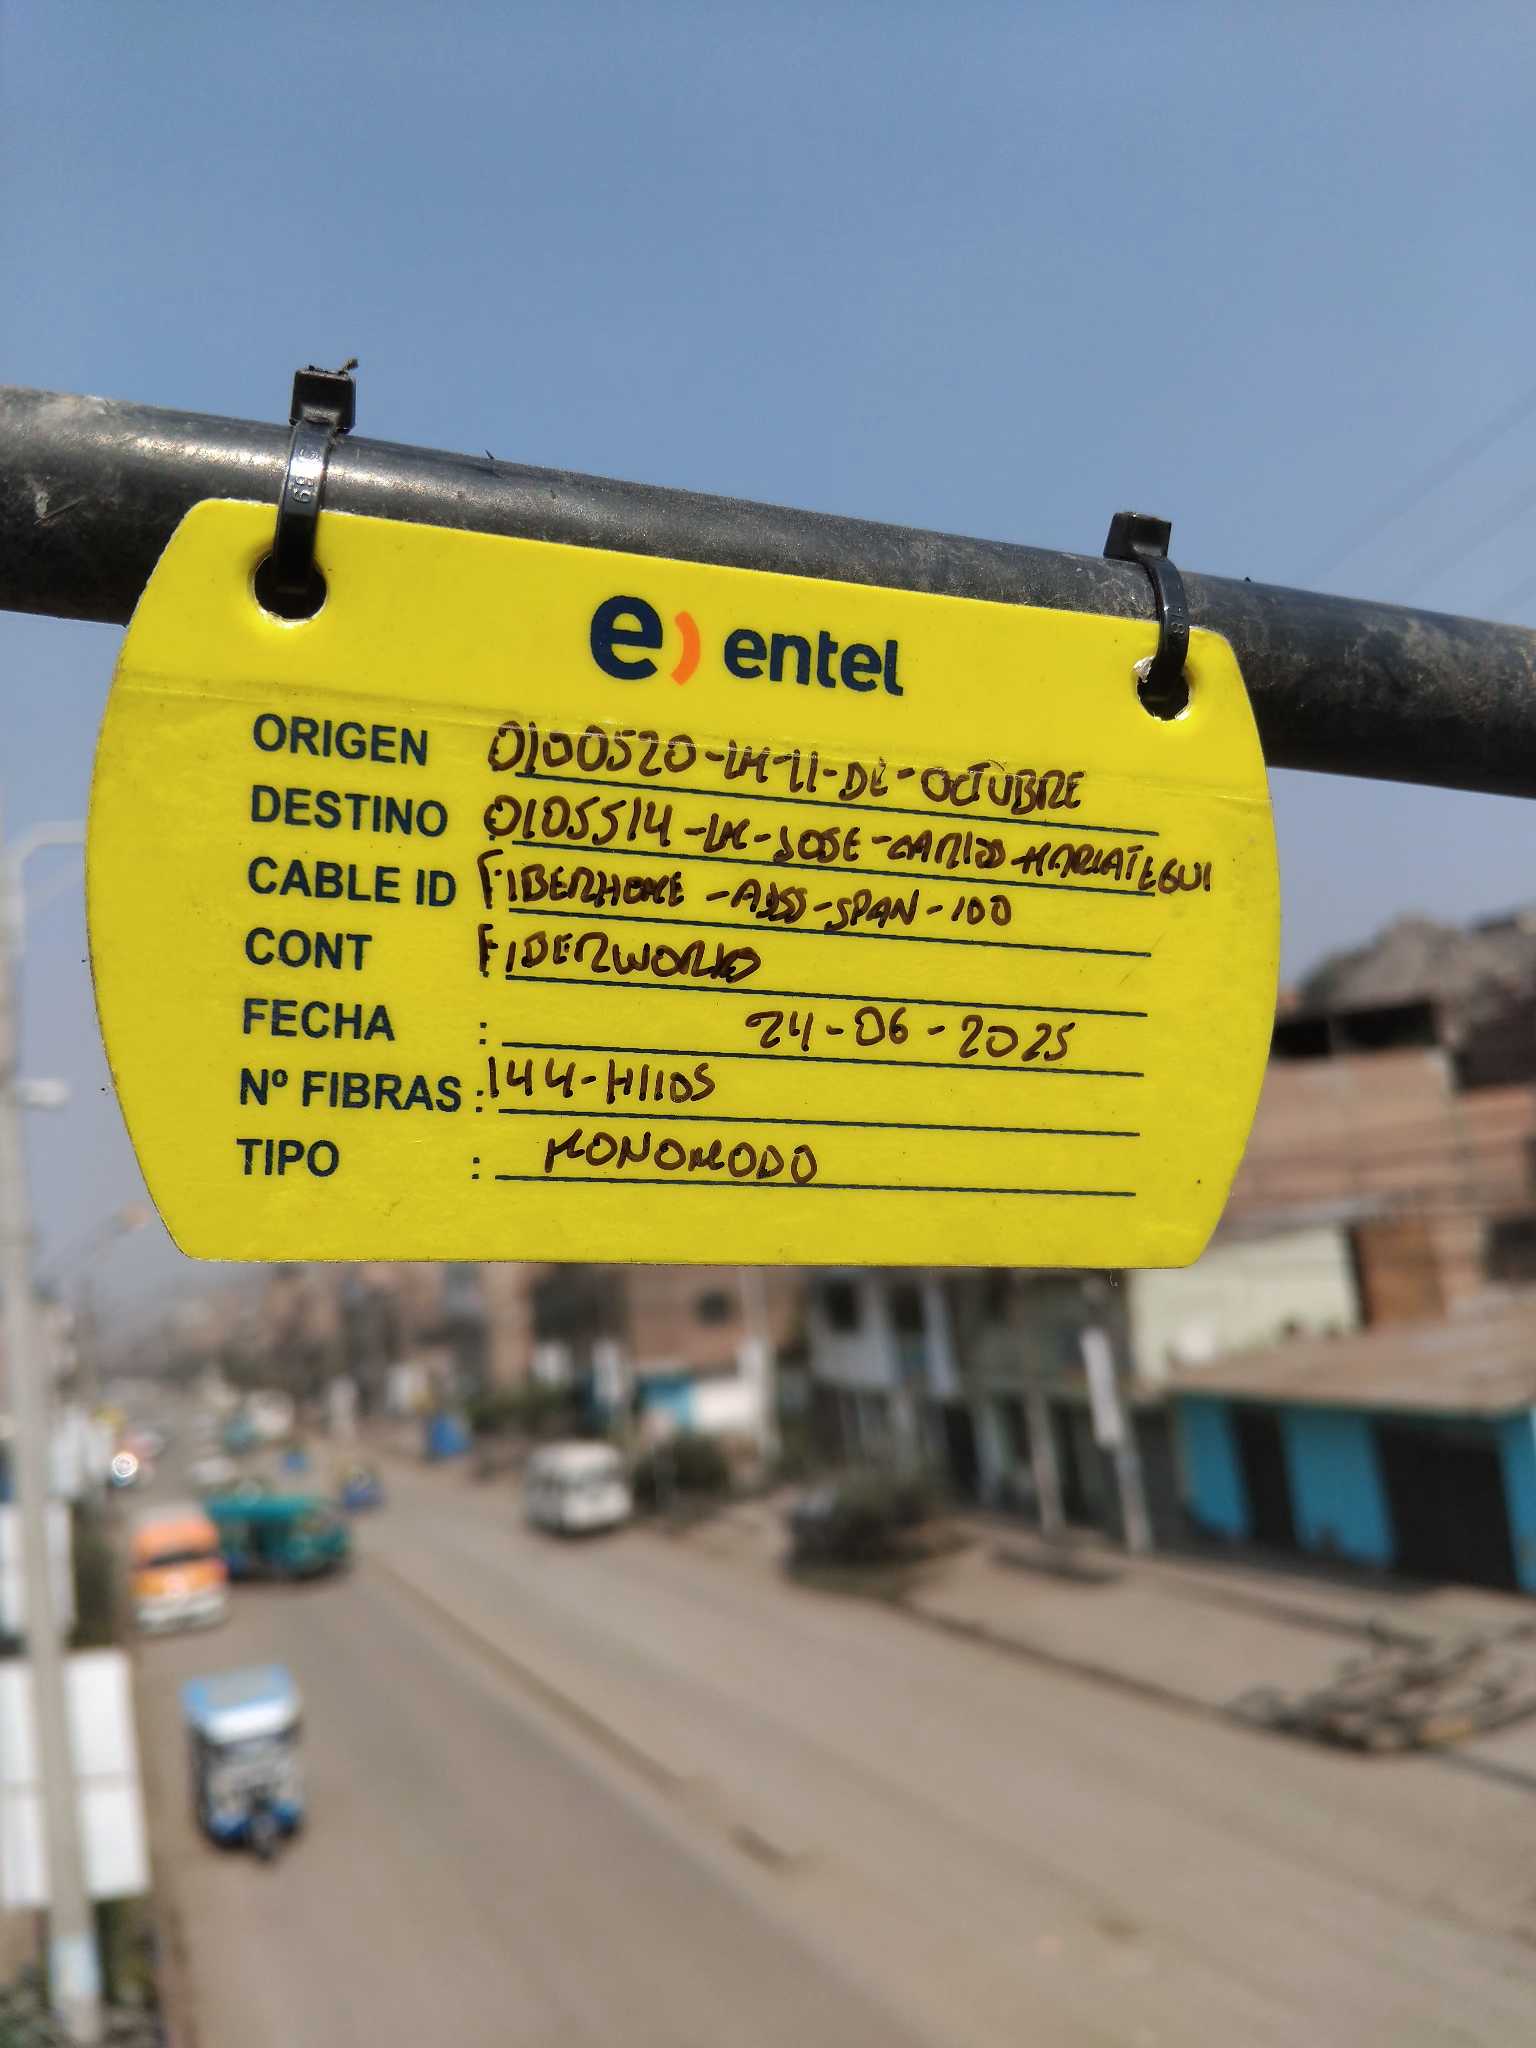 e) entel
ORIGEN 0100520-LM-11-DE-OCTUBRE
DESTINO : 0105514-LM-JOSE-CARLOS-MARIATEGUI
CABLE ID : FIBERHOME-ADSS-SPAN-100
CONT : FIBERWORKS
FECHA : 24-06-2025
Nº FIBRAS : 144-HILOS
TIPO : MONOMODO